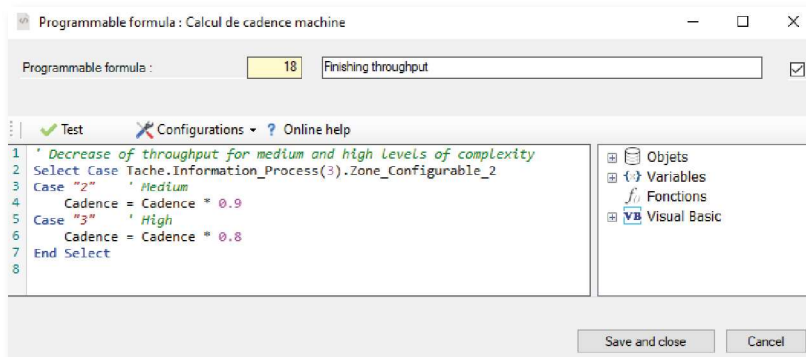 Programmable formula : Calcul de cadence machine
Programmable formula : 18 Finishing throughput
Test Configurations ? Online help
1 ' Decrease of throughput for medium and high levels of complexity
2 Select Case Tache.Information_Process(3).Zone_Configurable_2
3 Case "2" ' Medium
4 Cadence = Cadence * 0.9
5 Case "3" ' High
6 Cadence = Cadence * 0.8
7 End Select
8
Objets
Variables
Fonctions
VB Visual Basic
Save and close Cancel